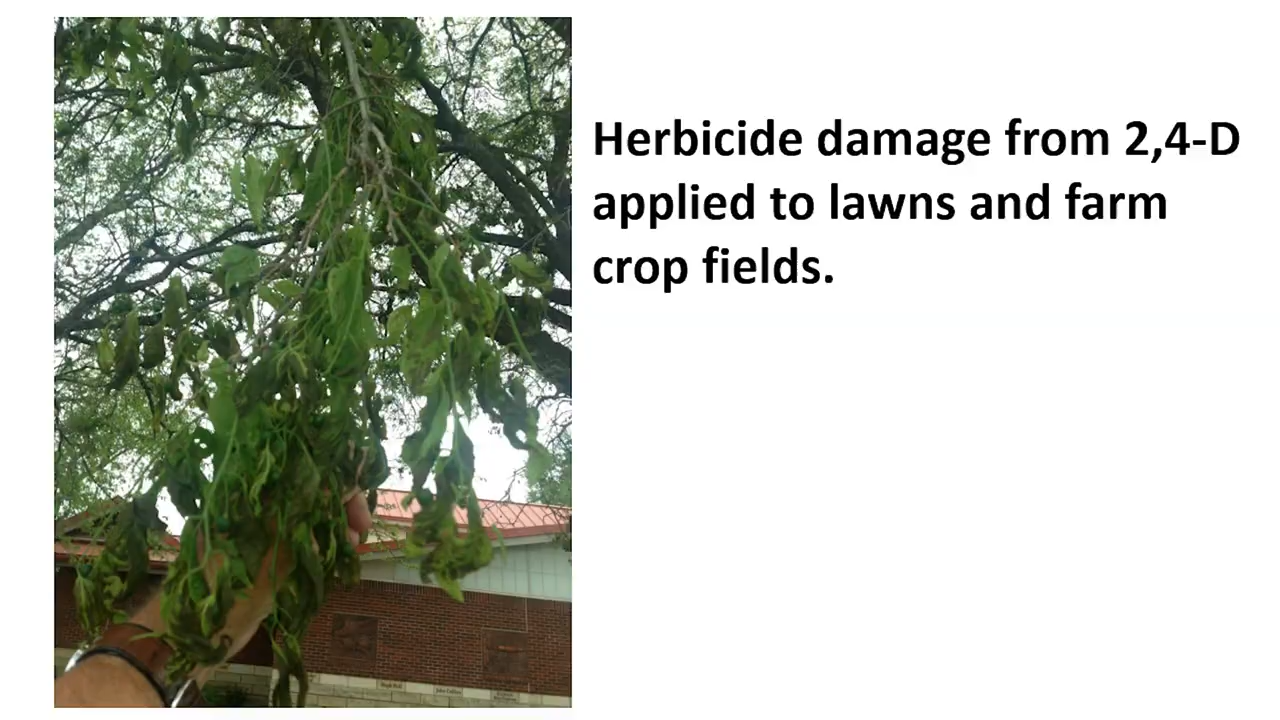 Herbicide damage from 2,4-D
applied to lawns and farm
crop fields.